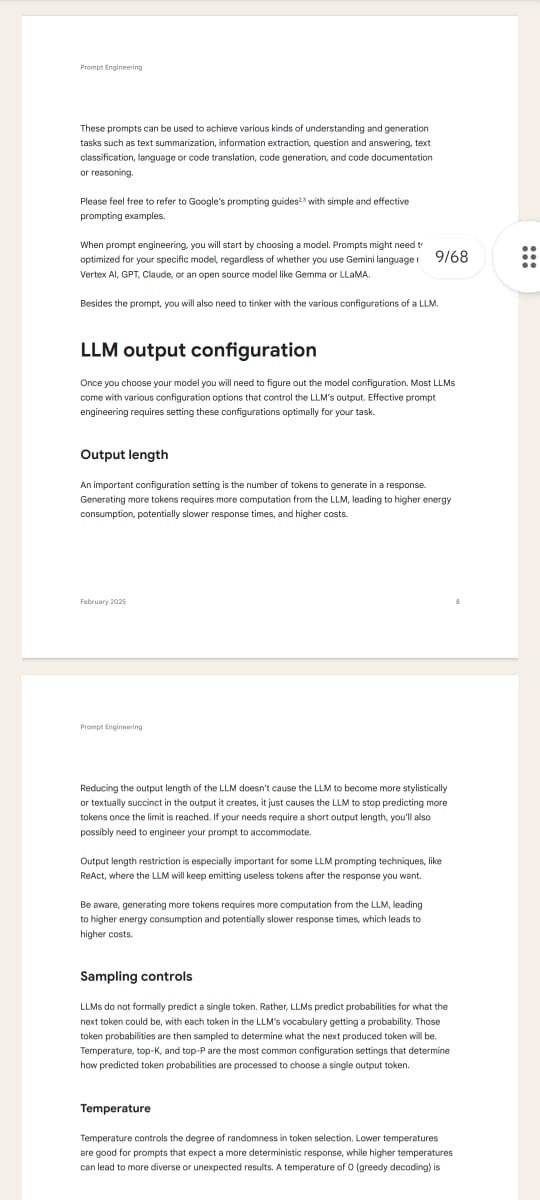 Prompt Engineering
These prompts can be used to achieve various kinds of understanding and generation
tasks such as text summarization, information extraction, question and answering, text
classification, language or code translation, code generation, and code documentation
or reasoning.
Please feel free to refer to Google's prompting guides²,³ with simple and effective
prompting examples.
When prompt engineering, you will start by choosing a model. Prompts might need
optimized for your specific model, regardless of whether you use Gemini language
9/68
Vertex AI, GPT, Claude, or an open source model like Gemma or LLaMA.
Besides the prompt, you will also need to tinker with the various configurations of a LLM.
LLM output configuration
Once you choose your model you will need to figure out the model configuration. Most LLMs
come with various configuration options that control the LLM's output. Effective prompt
engineering requires setting these configurations optimally for your task.
Output length
An important configuration setting is the number of tokens to generate in a response.
Generating more tokens requires more computation from the LLM, leading to higher energy
consumption, potentially slower response times, and higher costs.
February 2025 8
Prompt Engineering
Reducing the output length of the LLM doesn't cause the LLM to become more stylistically
or textually succinct in the output it creates, it just causes the LLM to stop predicting more
tokens once the limit is reached. If your needs require a short output length, you'll also
possibly need to engineer your prompt to accommodate.
Output length restriction is especially important for some LLM prompting techniques, like
ReAct, where the LLM will keep emitting useless tokens after the response you want.
Be aware, generating more tokens requires more computation from the LLM, leading
to higher energy consumption and potentially slower response times, which leads to
higher costs.
Sampling controls
LLMs do not formally predict a single token. Rather, LLMs predict probabilities for what the
next token could be, with each token in the LLM's vocabulary getting a probability. Those
token probabilities are then sampled to determine what the next produced token will be.
Temperature, top-K, and top-P are the most common configuration settings that determine
how predicted token probabilities are processed to choose a single output token.
Temperature
Temperature controls the degree of randomness in token selection. Lower temperatures
are good for prompts that expect a more deterministic response, while higher temperatures
can lead to more diverse or unexpected results. A temperature of 0 (greedy decoding) is